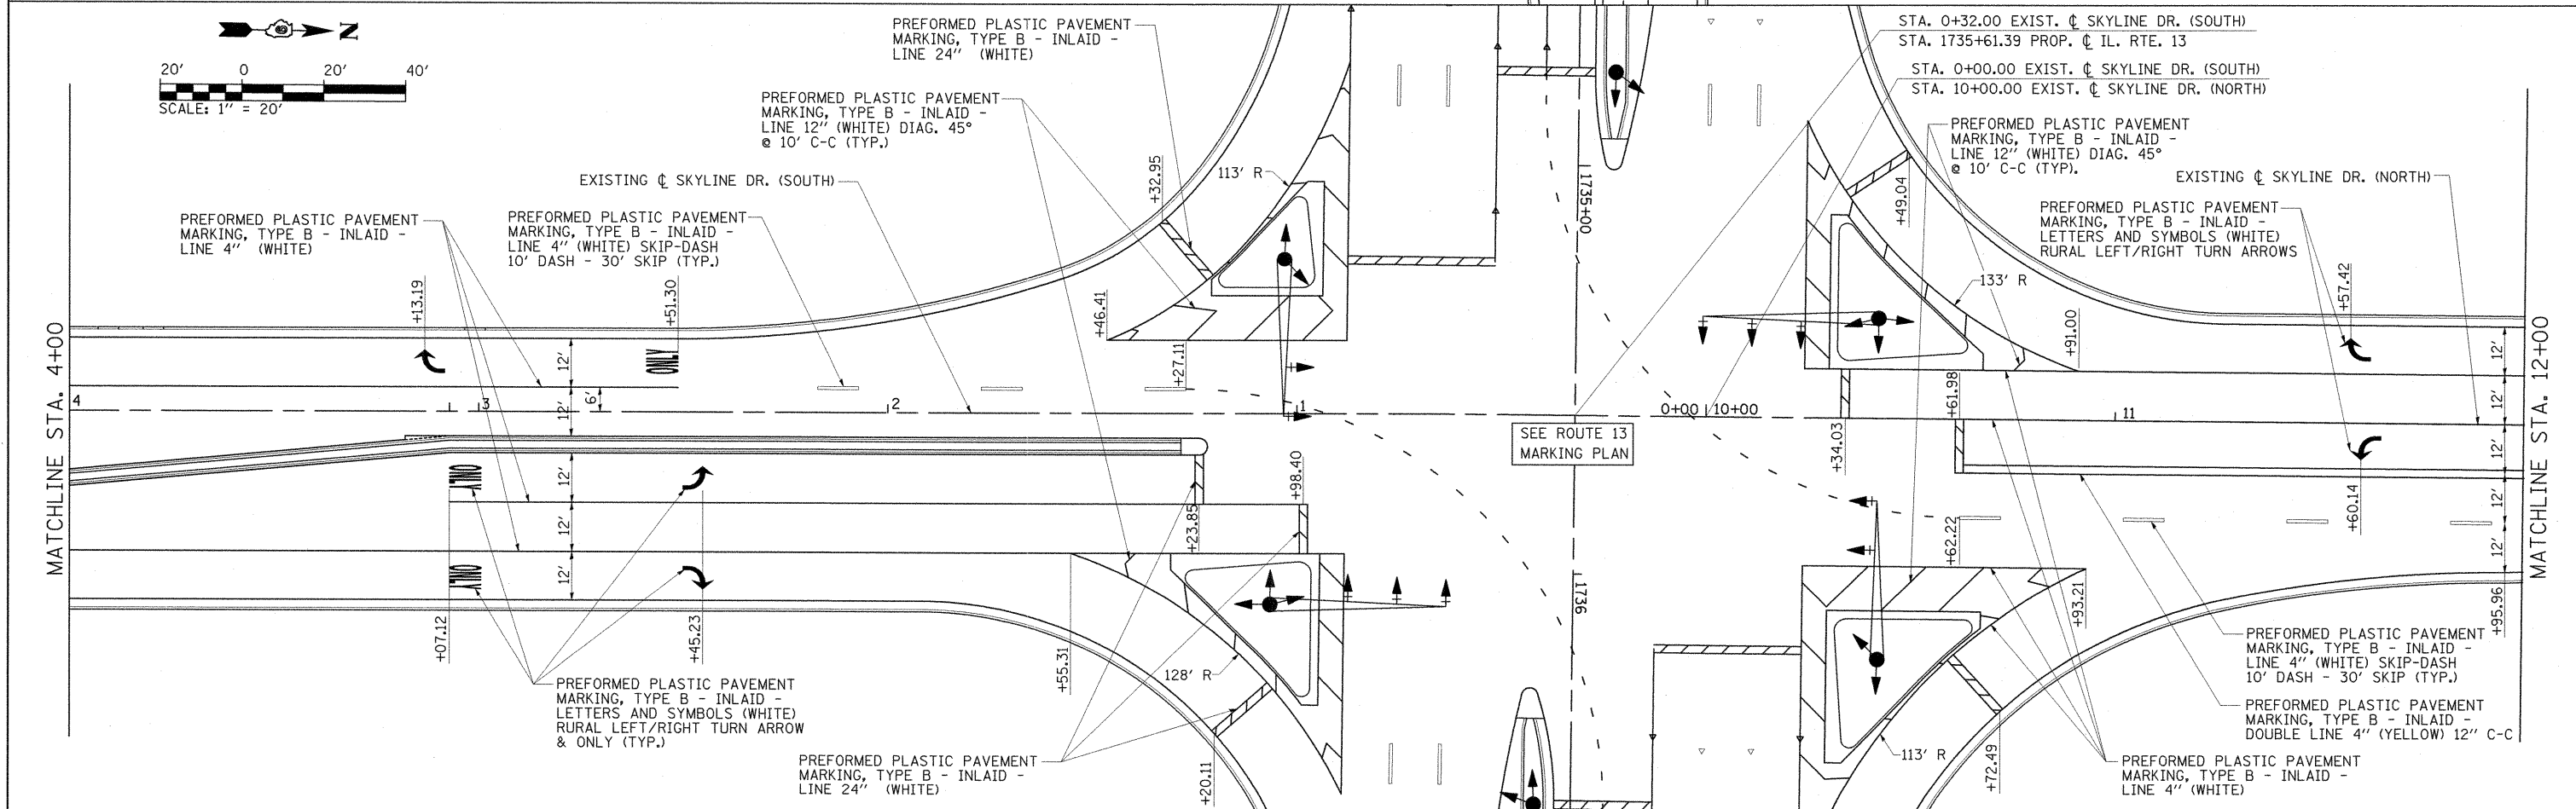 N
20' 0 20' 40'
SCALE: 1" = 20'
PREFORMED PLASTIC PAVEMENT
MARKING, TYPE B - INLAID -
LINE 24" (WHITE)
PREFORMED PLASTIC PAVEMENT
MARKING, TYPE B - INLAID -
LINE 12" (WHITE) DIAG. 45°
@ 10' C-C (TYP.)
EXISTING ℄ SKYLINE DR. (SOUTH)
PREFORMED PLASTIC PAVEMENT
MARKING, TYPE B - INLAID -
LINE 4" (WHITE)
PREFORMED PLASTIC PAVEMENT
MARKING, TYPE B - INLAID -
LINE 4" (WHITE) SKIP-DASH
10' DASH - 30' SKIP (TYP.)
STA. 0+32.00 EXIST. ℄ SKYLINE DR. (SOUTH)
STA. 1735+61.39 PROP. ℄ IL. RTE. 13
STA. 0+00.00 EXIST. ℄ SKYLINE DR. (SOUTH)
STA. 10+00.00 EXIST. ℄ SKYLINE DR. (NORTH)
PREFORMED PLASTIC PAVEMENT
MARKING, TYPE B - INLAID -
LINE 12" (WHITE) DIAG. 45°
@ 10' C-C (TYP).
EXISTING ℄ SKYLINE DR. (NORTH)
PREFORMED PLASTIC PAVEMENT
MARKING, TYPE B - INLAID -
LETTERS AND SYMBOLS (WHITE)
RURAL LEFT/RIGHT TURN ARROWS
+32.95
113' R
1735+00
+49.04
133' R
+13.19
+51.30
+46.41
+27.11
+91.00
+57.42
MATCHLINE STA. 4+00
ONLY
12'
12'
6'
4
3
2
1
0+00
10+00
11
+61.98
12'
12'
12'
12'
12'
MATCHLINE STA. 12+00
SEE ROUTE 13
MARKING PLAN
+34.03
ONLY
12'
12'
12'
ONLY
+23.85
+98.40
+62.22
+60.14
+07.12
+45.23
+55.31
128' R
+20.11
1736
+93.21
+95.96
113' R
+72.49
PREFORMED PLASTIC PAVEMENT
MARKING, TYPE B - INLAID -
LETTERS AND SYMBOLS (WHITE)
RURAL LEFT/RIGHT TURN ARROW
& ONLY (TYP.)
PREFORMED PLASTIC PAVEMENT
MARKING, TYPE B - INLAID -
LINE 24" (WHITE)
PREFORMED PLASTIC PAVEMENT
MARKING, TYPE B - INLAID -
LINE 4" (WHITE) SKIP-DASH
10' DASH - 30' SKIP (TYP.)
PREFORMED PLASTIC PAVEMENT
MARKING, TYPE B - INLAID -
DOUBLE LINE 4" (YELLOW) 12" C-C
PREFORMED PLASTIC PAVEMENT
MARKING, TYPE B - INLAID -
LINE 4" (WHITE)